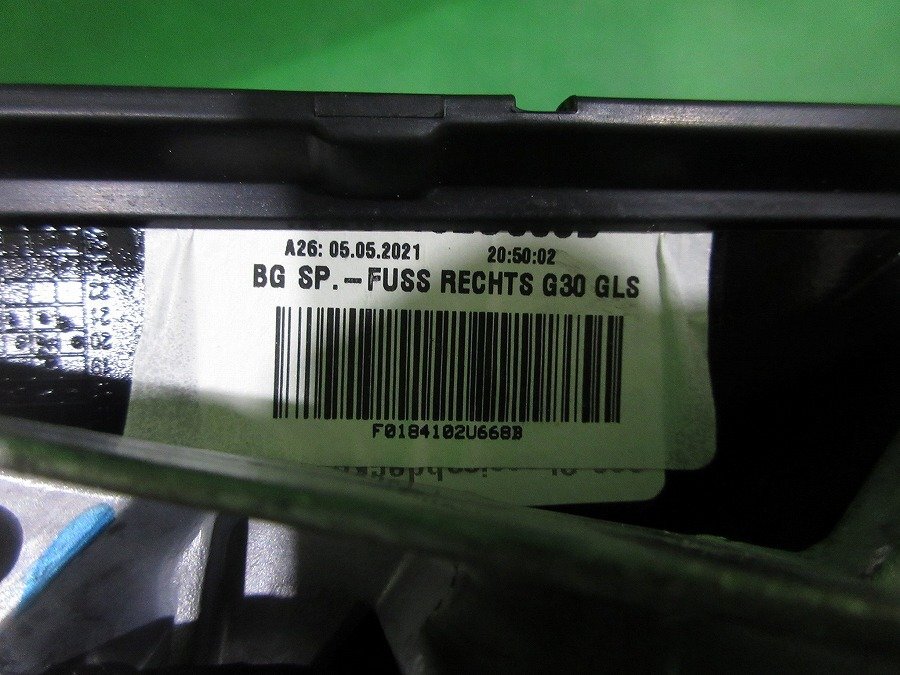 A26: 05.05.2021 20:50:02
BG SP.-FUSS RECHTS G30 GLS
F0184102U668B